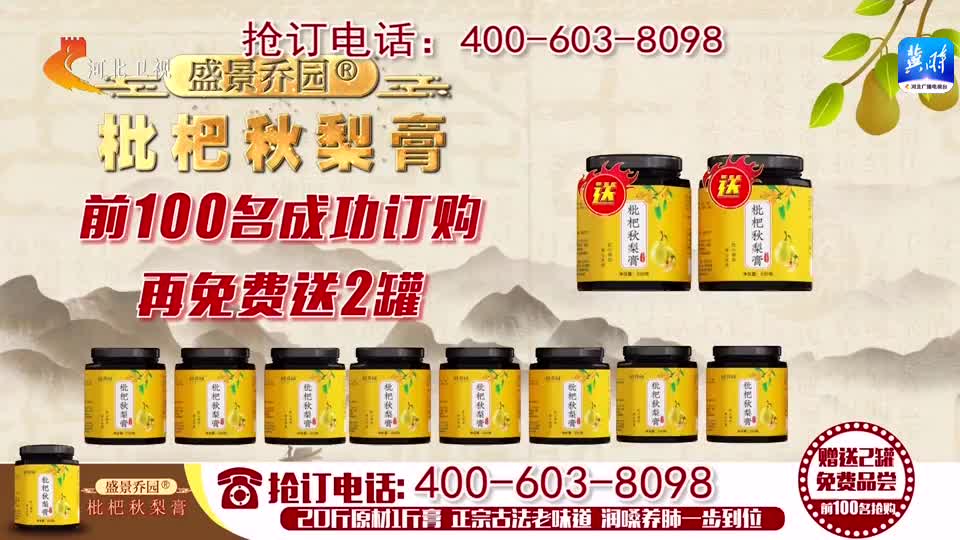 抢订电话：400-603-8098
河北卫视
冀时
河北广播电视台
盛景乔园®
枇杷秋梨膏
前100名成功订购
再免费送2罐
送
送
枇杷秋梨膏
枇杷秋梨膏
枇杷秋梨膏
枇杷秋梨膏
枇杷秋梨膏
枇杷秋梨膏
枇杷秋梨膏
枇杷秋梨膏
枇杷秋梨膏
枇杷秋梨膏
枇杷秋梨膏
盛景乔园®
枇杷秋梨膏
抢订电话:400-603-8098
20斤原材1斤膏 正宗古法老味道 润嗓养肺一步到位
赠送2罐
免费品尝
前100名抢购